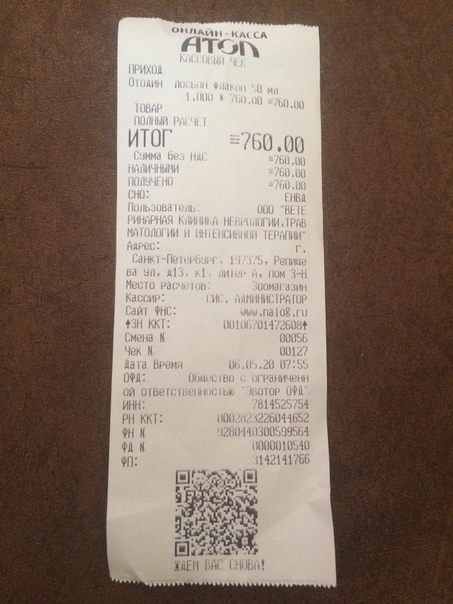 ОНЛАЙН-КАССА
АТОЛ
КАССОВЫЙ ЧЕК
ПРИХОД
Отодин лосьон флакон 50 мл
1.000 * 760.00 =760.00
ТОВАР
ПОЛНЫЙ РАСЧЕТ
ИТОГ =760.00
Сумма без НДС =760.00
НАЛИЧНЫМИ =760.00
ПОЛУЧЕНО =760.00
СНО: ЕНВД
Пользователь: ООО "ВЕТЕ
РИНАРНАЯ КЛИНИКА НЕВРОЛОГИИ,ТРАВ
МАТОЛОГИИ И ИНТЕНСИВНОЙ ТЕРАПИИ"
Адрес: г.
Санкт-Петербург, 197375, Репище
ва ул, д13, к1, литер А, пом 3-Н
Место расчетов: Зоомагазин
Кассир: СИС. АДМИНИСТРАТОР
Сайт ФНС: www.nalog.ru
ЗН ККТ: 00106701472608
Смена № 00056
Чек № 00127
Дата Время 06.05.20 07:55
ОФД: Общество с ограниченн
ой ответственностью "Эвотор ОФД"
ИНН: 7814525754
РН ККТ: 0002823226044652
ФН № 9280440300599564
ФД № 0000010540
ФП: 3142141766
ЖДЕМ ВАС СНОВА!